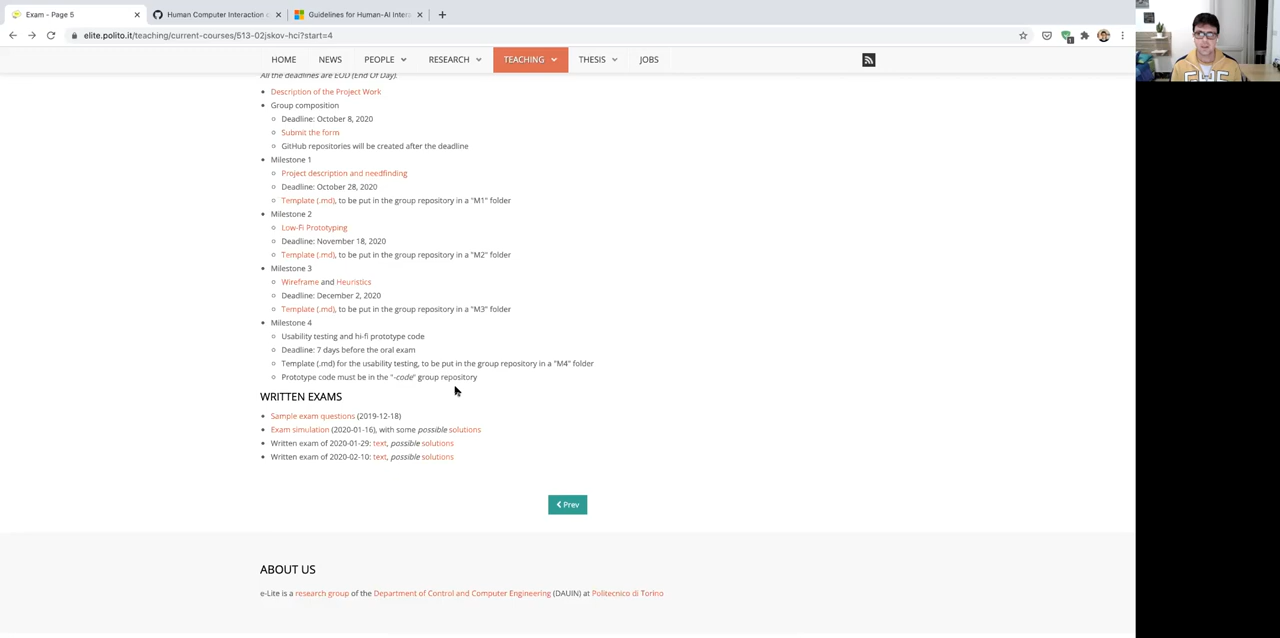 Exam - Page 5
Human Computer Interaction c
Guidelines for Human-AI Inter
elite.polito.it/teaching/current-courses/513-02jskov-hci?start=4
HOME NEWS PEOPLE RESEARCH TEACHING THESIS JOBS
All the deadlines are EOD (End Of Day).
Description of the Project Work
Group composition
Deadline: October 8, 2020
Submit the form
GitHub repositories will be created after the deadline
Milestone 1
Project description and needfinding
Deadline: October 28, 2020
Template (.md), to be put in the group repository in a "M1" folder
Milestone 2
Low-Fi Prototyping
Deadline: November 18, 2020
Template (.md), to be put in the group repository in a "M2" folder
Milestone 3
Wireframe and Heuristics
Deadline: December 2, 2020
Template (.md), to be put in the group repository in a "M3" folder
Milestone 4
Usability testing and hi-fi prototype code
Deadline: 7 days before the oral exam
Template (.md) for the usability testing, to be put in the group repository in a "M4" folder
Prototype code must be in the "-code" group repository
WRITTEN EXAMS
Sample exam questions (2019-12-18)
Exam simulation (2020-01-16), with some possible solutions
Written exam of 2020-01-29: text, possible solutions
Written exam of 2020-02-10: text, possible solutions
Prev
ABOUT US
e-Lite is a research group of the Department of Control and Computer Engineering (DAUIN) at Politecnico di Torino